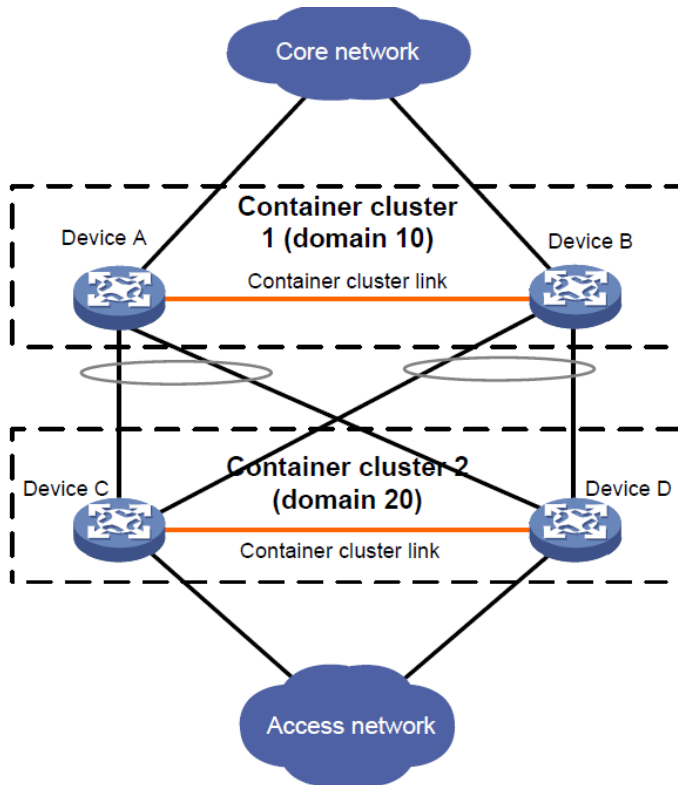 Core network
Container cluster
1 (domain 10)
Device A
Device B
Container cluster link
Container cluster 2
(domain 20)
Device C
Device D
Container cluster link
Access network